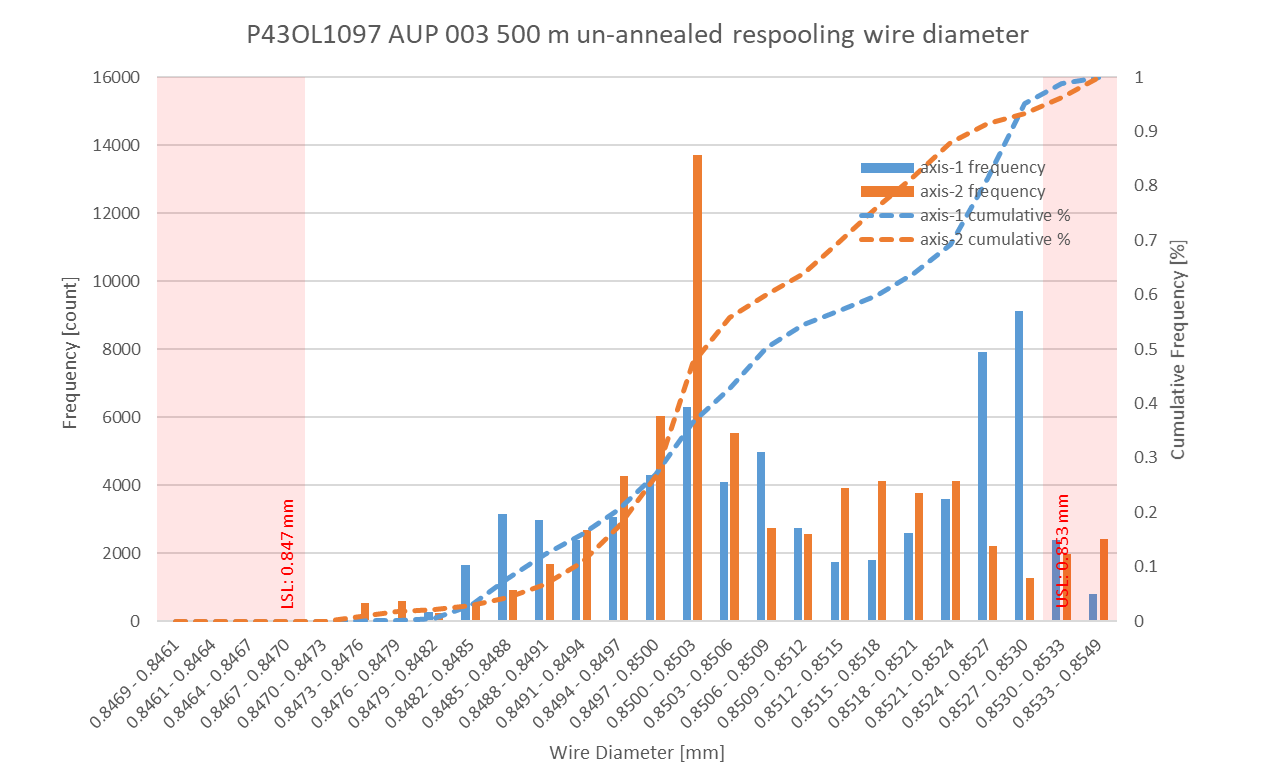 P43OL1097 AUP 003 500 m un-annealed respooling wire diameter
16000
14000
12000
10000
8000
6000
4000
2000
0
Frequency [count]
1
0.9
0.8
0.7
0.6
0.5
0.4
0.3
0.2
0.1
0
Cumulative Frequency [%]
axis-1 frequency
axis-2 frequency
axis-1 cumulative %
axis-2 cumulative %
LSL: 0.847 mm
USL: 0.853 mm
0.8469 - 0.8461
0.8461 - 0.8464
0.8464 - 0.8467
0.8467 - 0.8470
0.8470 - 0.8473
0.8473 - 0.8476
0.8476 - 0.8479
0.8479 - 0.8482
0.8482 - 0.8485
0.8485 - 0.8488
0.8488 - 0.8491
0.8491 - 0.8494
0.8494 - 0.8497
0.8497 - 0.8500
0.8500 - 0.8503
0.8503 - 0.8506
0.8506 - 0.8509
0.8509 - 0.8512
0.8512 - 0.8515
0.8515 - 0.8518
0.8518 - 0.8521
0.8521 - 0.8524
0.8524 - 0.8527
0.8527 - 0.8530
0.8530 - 0.8533
0.8533 - 0.8549
Wire Diameter [mm]